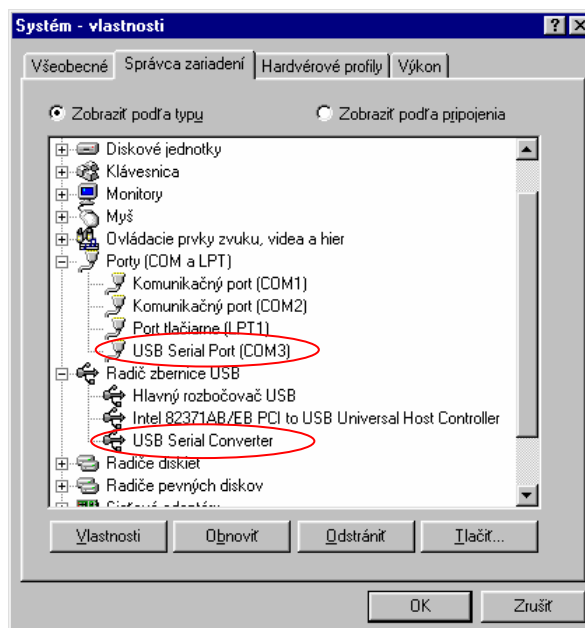 Systém - vlastnosti
Všeobecné Správca zariadení Hardvérové profily Výkon
Zobraziť podľa typu Zobraziť podľa pripojenia
Diskové jednotky
Klávesnica
Monitory
Myš
Ovládacie prvky zvuku, videa a hier
Porty (COM a LPT)
Komunikačný port (COM1)
Komunikačný port (COM2)
Port tlačiarne (LPT1)
USB Serial Port (COM3)
Radič zbernice USB
Hlavný rozbočovač USB
Intel 82371AB/EB PCI to USB Universal Host Controller
USB Serial Converter
Radiče diskiet
Radiče pevných diskov
Sieťové adaptéry
Vlastnosti Obnoviť Odstrániť Tlačiť...
OK Zrušiť